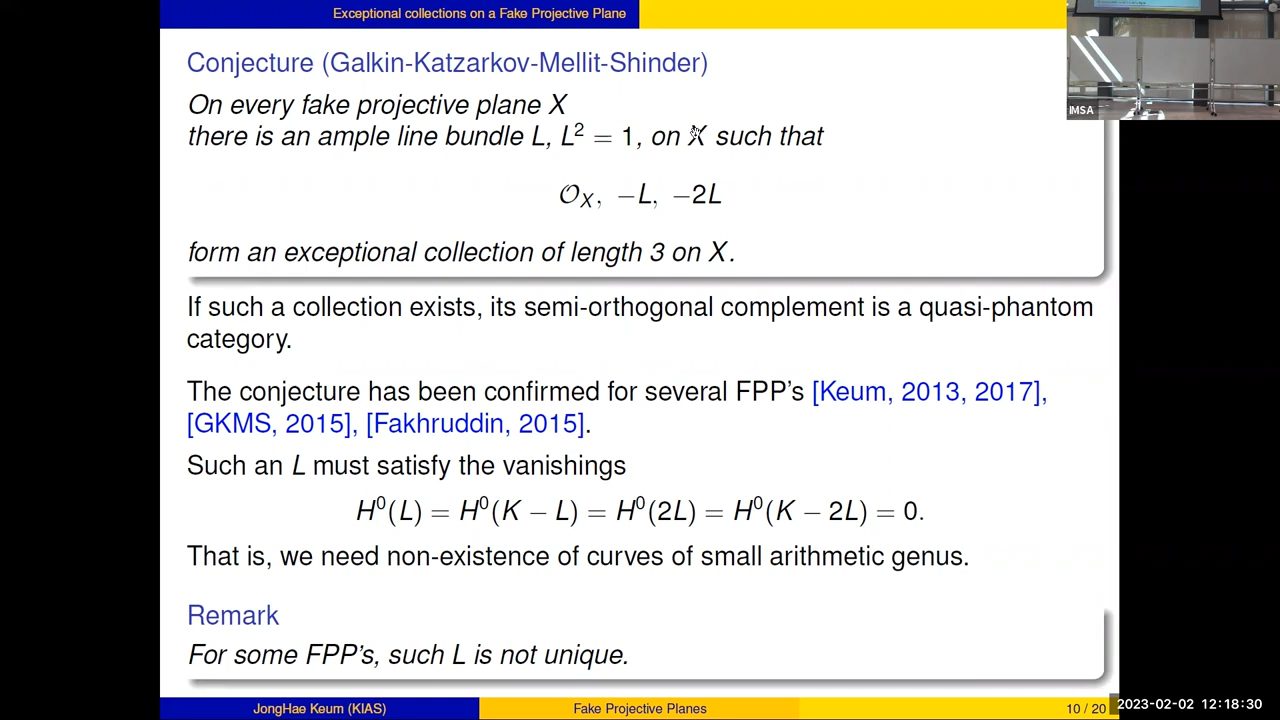 Exceptional collections on a Fake Projective Plane
Conjecture (Galkin-Katzarkov-Mellit-Shinder)
On every fake projective plane X
there is an ample line bundle L, L² = 1, on X such that
𝒪_X, −L, −2L
form an exceptional collection of length 3 on X.
If such a collection exists, its semi-orthogonal complement is a quasi-phantom
category.
The conjecture has been confirmed for several FPP's [Keum, 2013, 2017],
[GKMS, 2015], [Fakhruddin, 2015].
Such an L must satisfy the vanishings
H⁰(L) = H⁰(K − L) = H⁰(2L) = H⁰(K − 2L) = 0.
That is, we need non-existence of curves of small arithmetic genus.
Remark
For some FPP's, such L is not unique.
JongHae Keum (KIAS) Fake Projective Planes 10 / 20
IMSA
2023-02-02 12:18:30